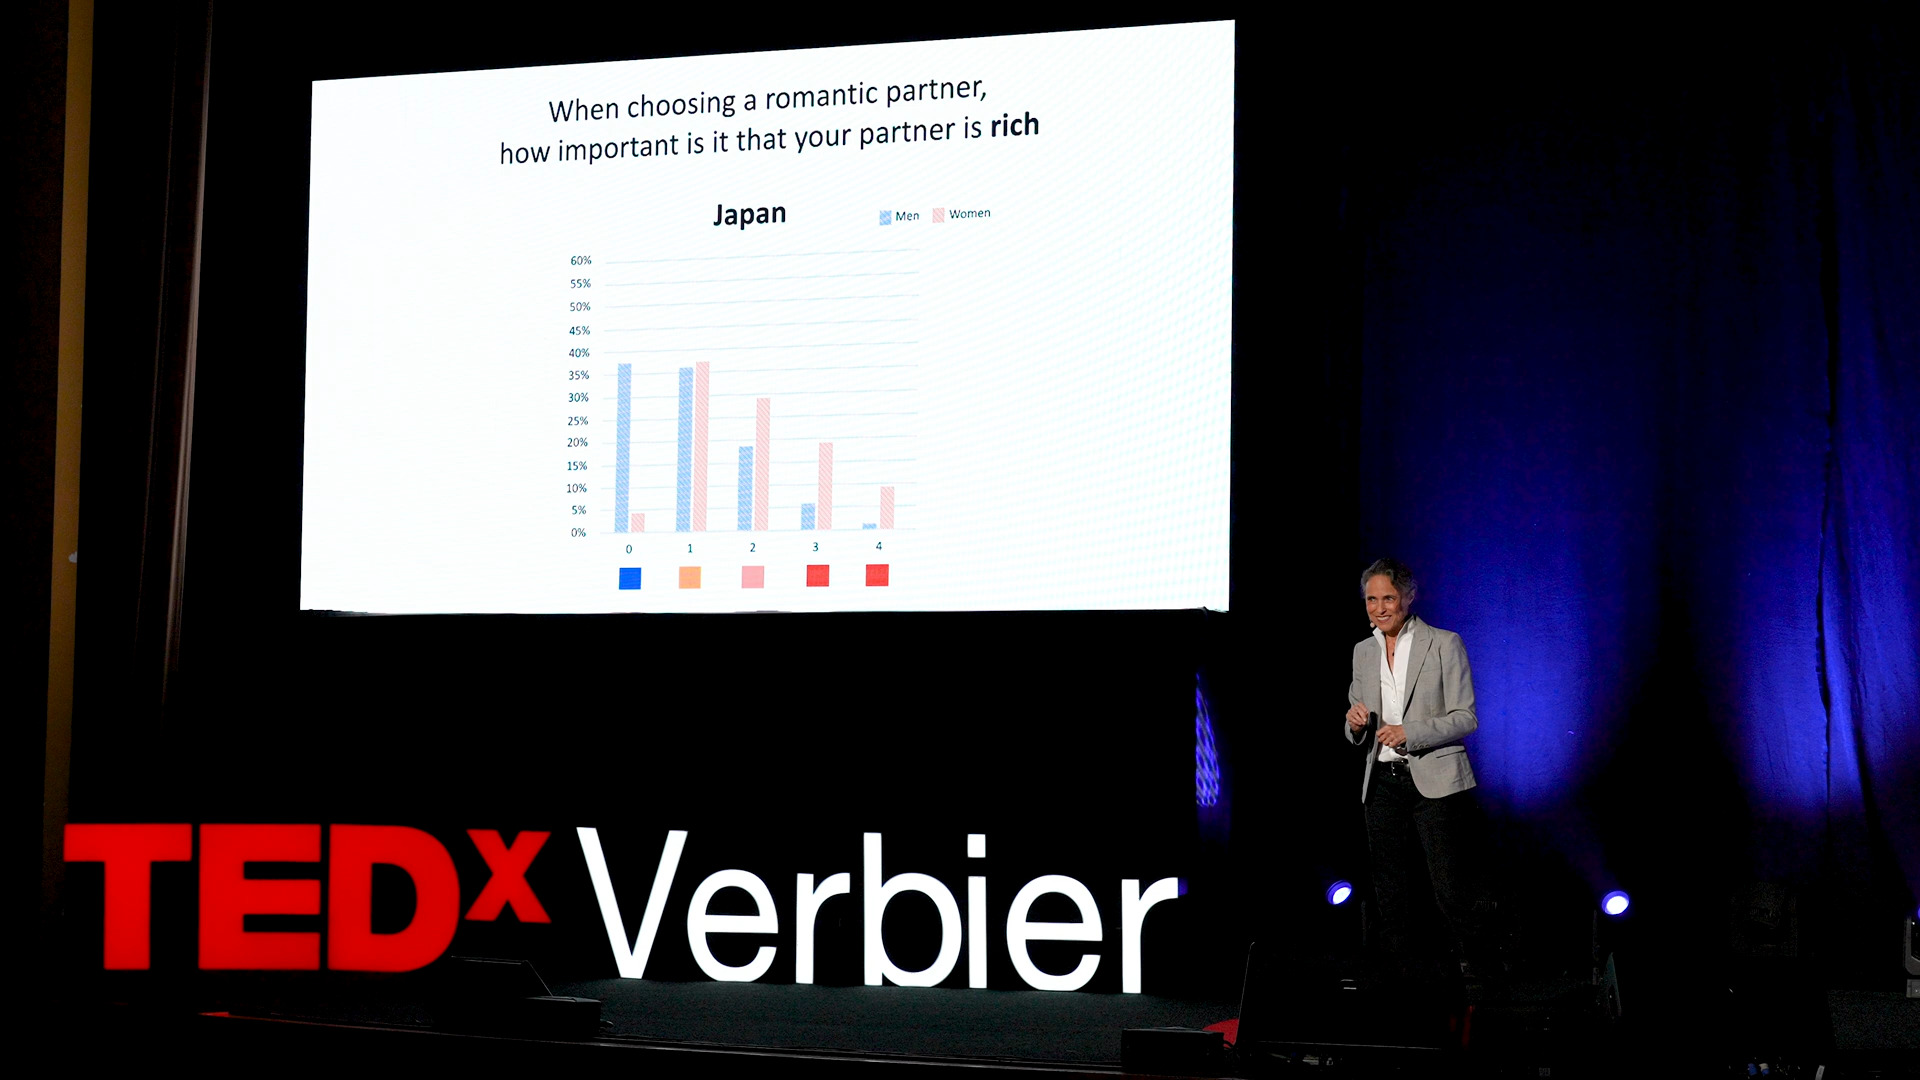 When choosing a romantic partner,
how important is it that your partner is rich
Japan
Men Women
60%
55%
50%
45%
40%
35%
30%
25%
20%
15%
10%
5%
0%
0 1 2 3 4
TEDx Verbier